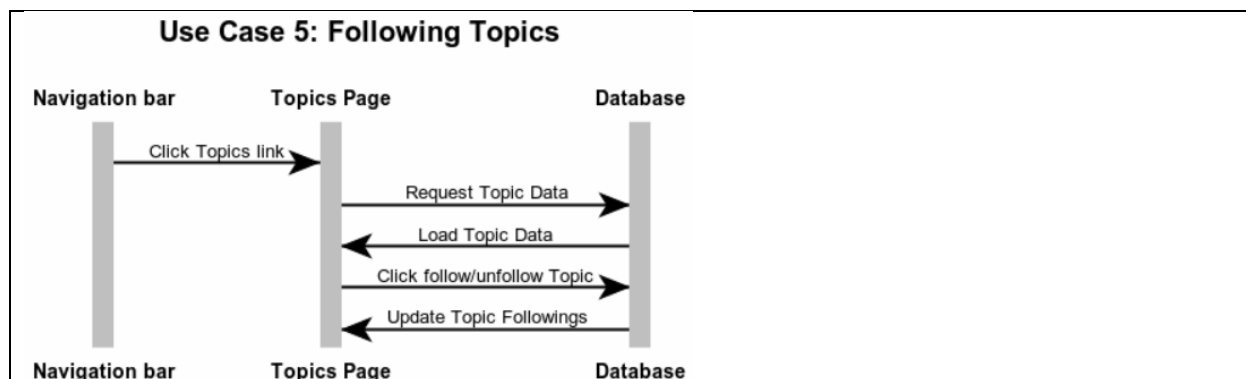 Use Case 5: Following Topics
Navigation bar Topics Page Database
Click Topics link
Request Topic Data
Load Topic Data
Click follow/unfollow Topic
Update Topic Followings
Navigation bar Topics Page Database